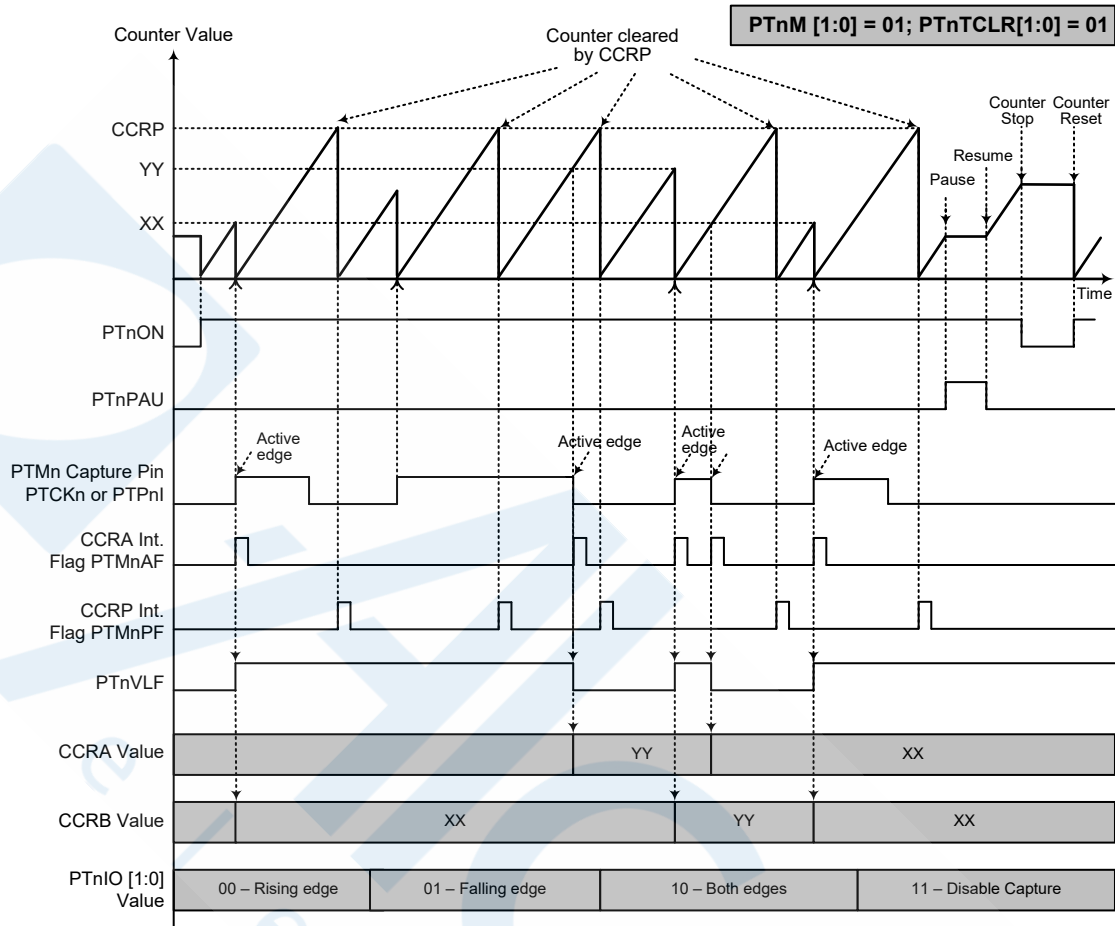 PTnM [1:0] = 01; PTnTCLR[1:0] = 01
Counter Value
Counter cleared
by CCRP
CCRP
YY
XX
Counter
Stop
Counter
Reset
Resume
Pause
Time
PTnON
PTnPAU
Active
edge
Active edge
Active
edge
Active edge
PTMn Capture Pin
PTCKn or PTPnI
CCRA Int.
Flag PTMnAF
CCRP Int.
Flag PTMnPF
PTnVLF
CCRA Value
YY
XX
CCRB Value
XX
YY
XX
PTnIO [1:0]
Value
00 – Rising edge
01 – Falling edge
10 – Both edges
11 – Disable Capture